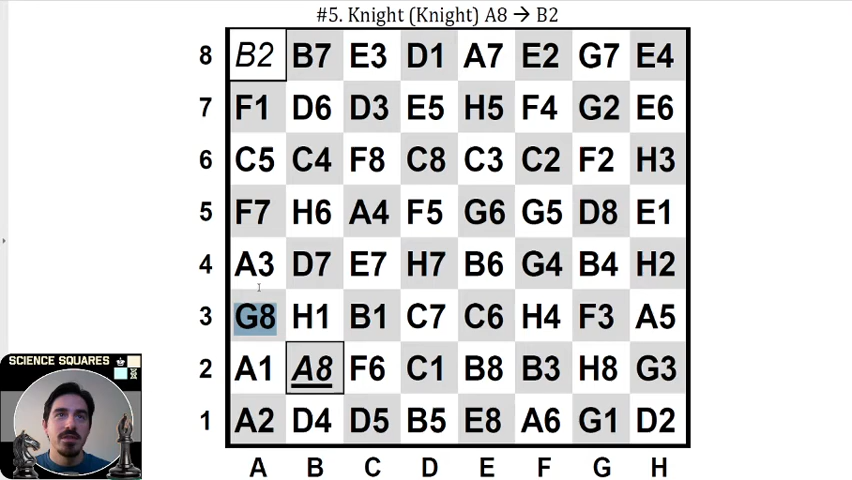 #5. Knight (Knight) A8 → B2
8 B2 B7 E3 D1 A7 E2 G7 E4
7 F1 D6 D3 E5 H5 F4 G2 E6
6 C5 C4 F8 C8 C3 C2 F2 H3
5 F7 H6 A4 F5 G6 G5 D8 E1
4 A3 D7 E7 H7 B6 G4 B4 H2
3 G8 H1 B1 C7 C6 H4 F3 A5
2 A1 A8 F6 C1 B8 B3 H8 G3
1 A2 D4 D5 B5 E8 A6 G1 D2
A B C D E F G H
SCIENCE SQUARES